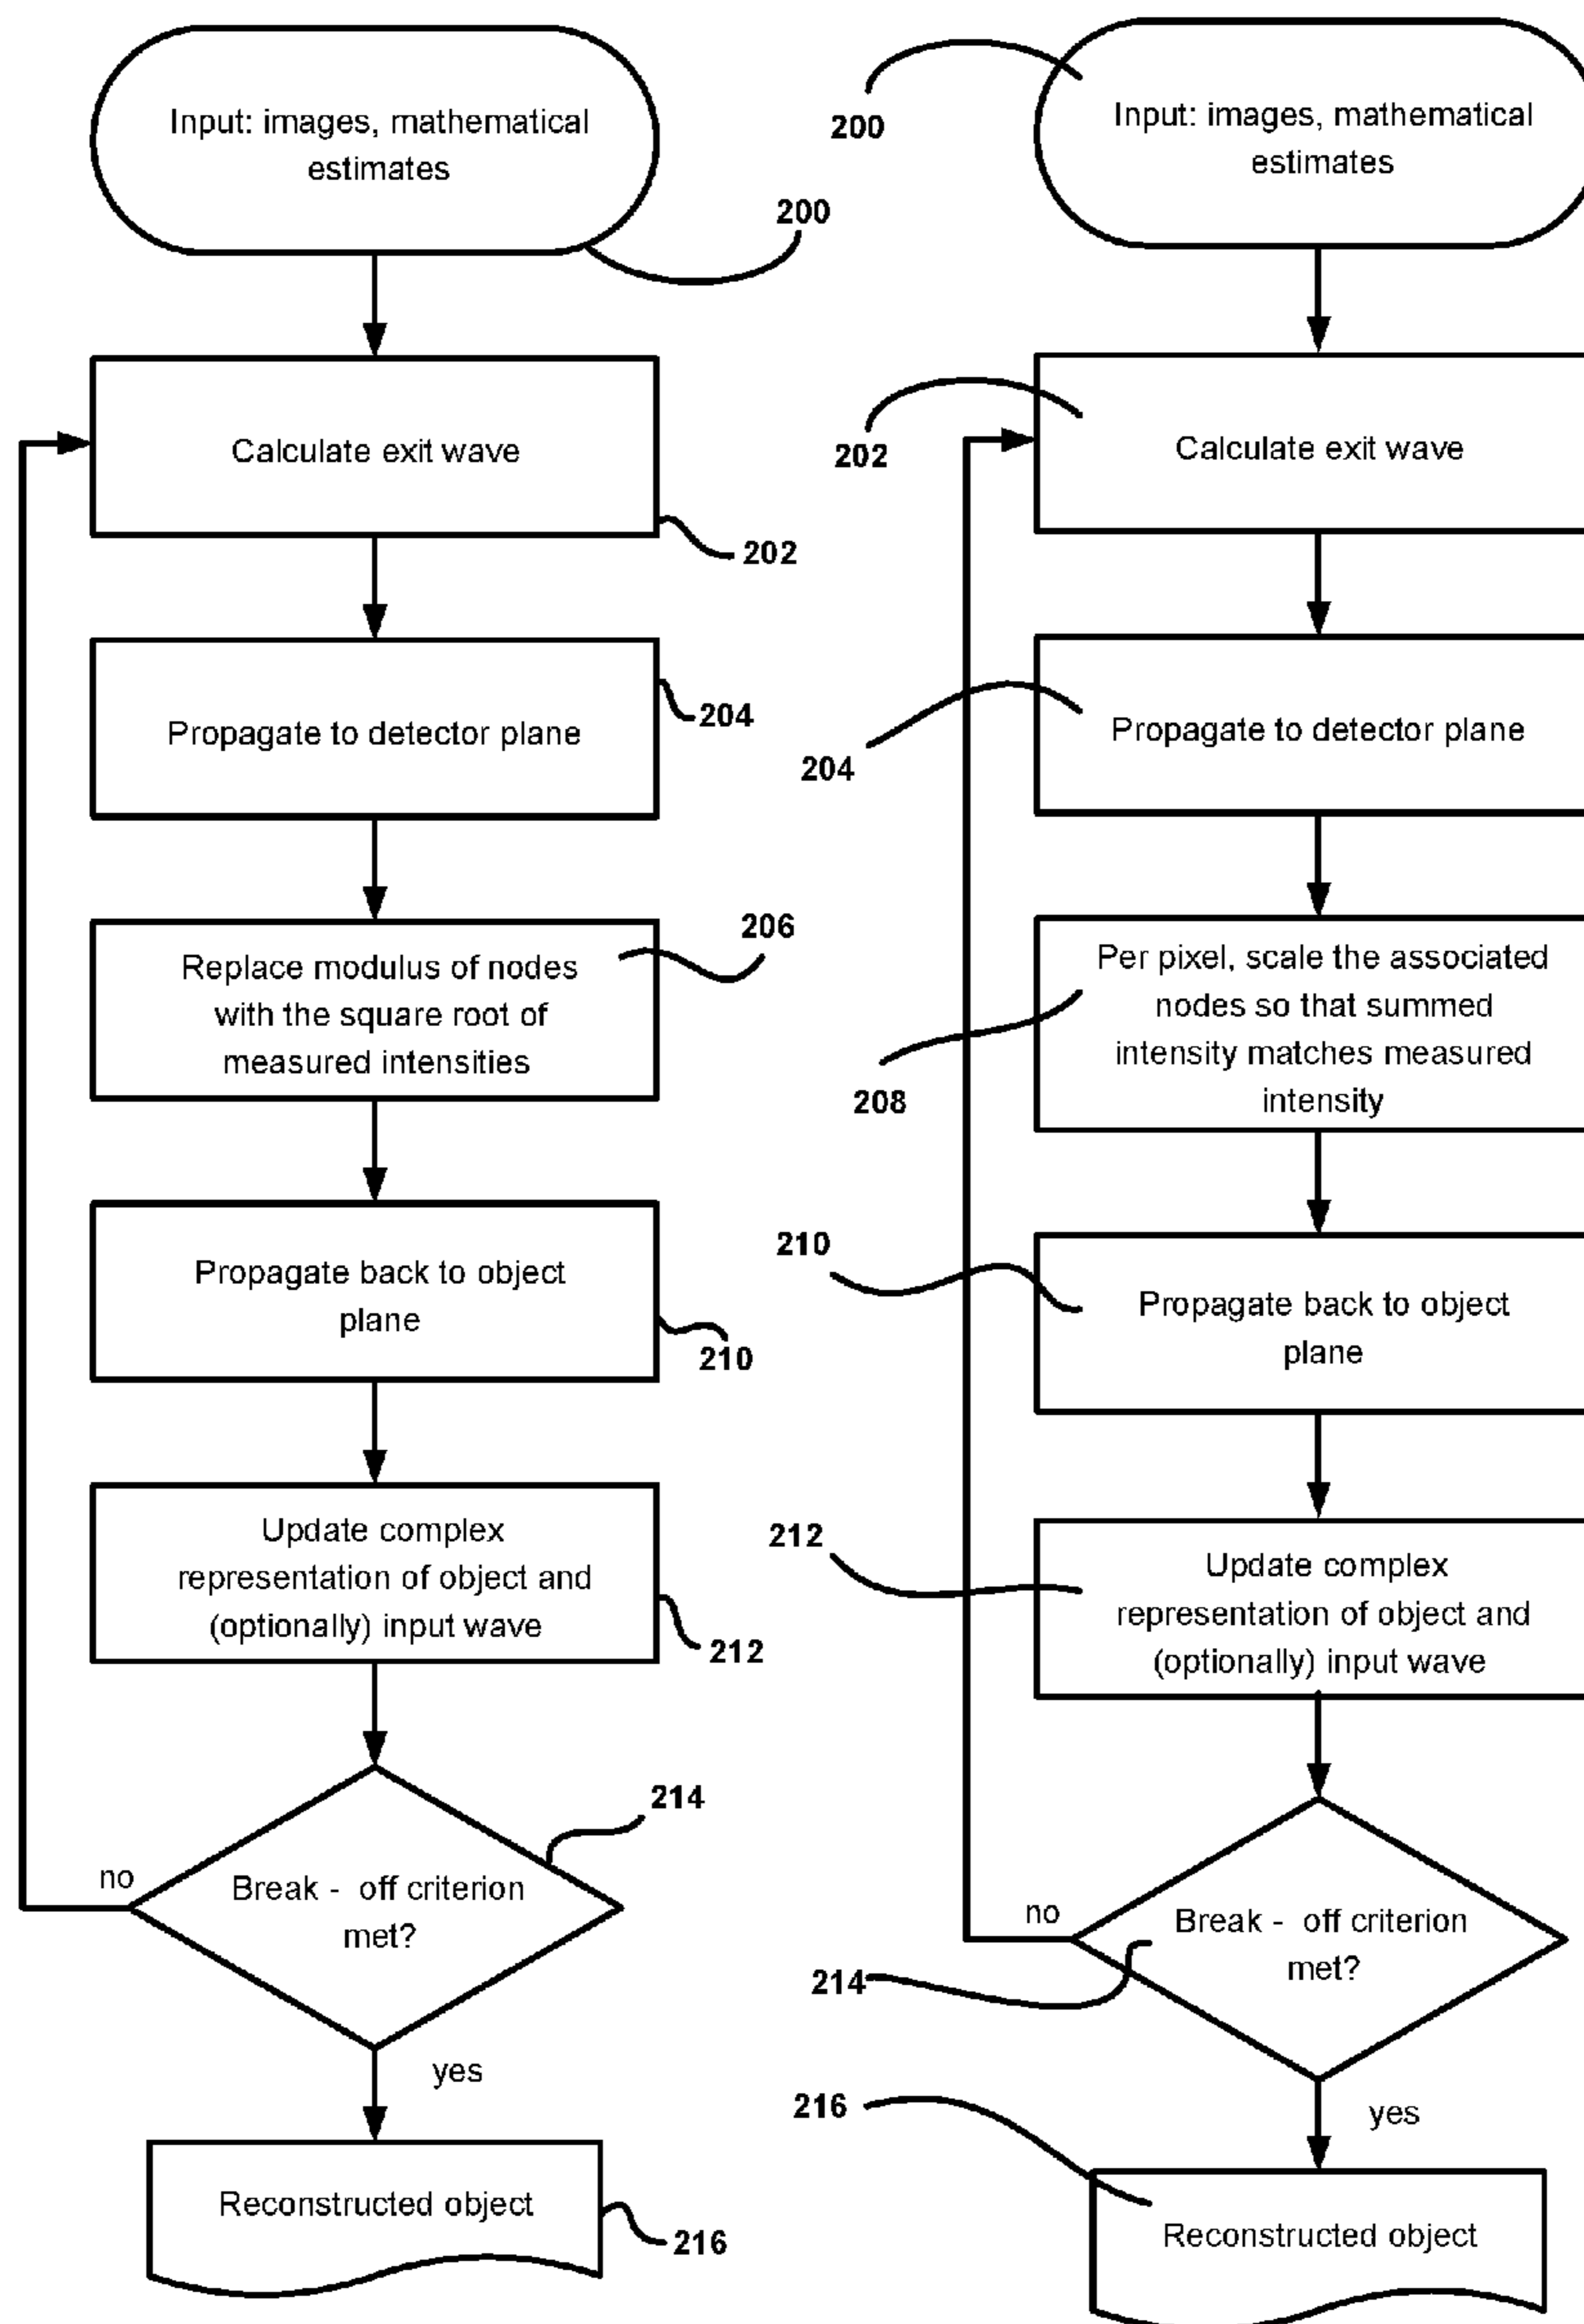 Input: images, mathematical
estimates
200
Calculate exit wave
202
Propagate to detector plane
204
206
Replace modulus of nodes
with the square root of
measured intensities
Propagate back to object
plane
210
Update complex
representation of object and
(optionally) input wave
212
214
no
Break - off criterion
met?
yes
Reconstructed object
216
Input: images, mathematical
estimates
200
Calculate exit wave
202
Propagate to detector plane
204
Per pixel, scale the associated
nodes so that summed
intensity matches measured
intensity
208
210
Propagate back to object
plane
212
Update complex
representation of object and
(optionally) input wave
no
Break - off criterion
met?
214
yes
216
Reconstructed object